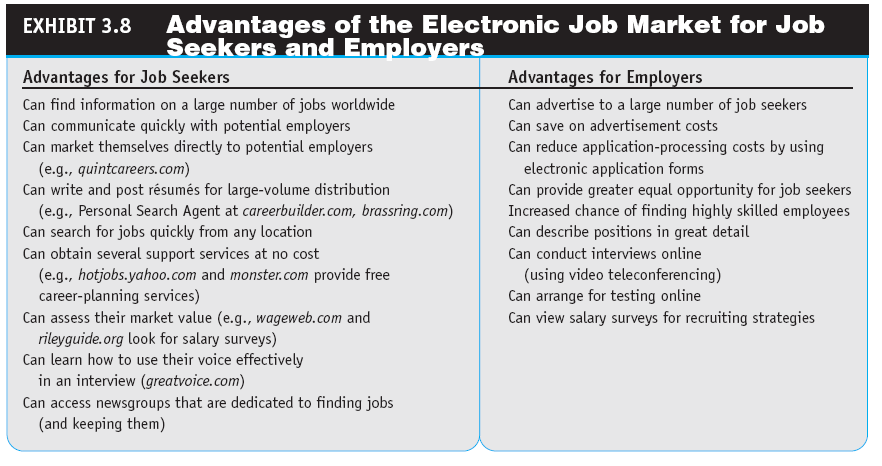 EXHIBIT 3.8
Advantages of the Electronic Job Market for Job
Seekers and Employers
Advantages for Job Seekers
Can find information on a large number of jobs worldwide
Can communicate quickly with potential employers
Can market themselves directly to potential employers
(e.g., quintcareers.com)
Can write and post résumés for large-volume distribution
(e.g., Personal Search Agent at careerbuilder.com, brassring.com)
Can search for jobs quickly from any location
Can obtain several support services at no cost
(e.g., hotjobs.yahoo.com and monster.com provide free
career-planning services)
Can assess their market value (e.g., wageweb.com and
rileyguide.org look for salary surveys)
Can learn how to use their voice effectively
in an interview (greatvoice.com)
Can access newsgroups that are dedicated to finding jobs
(and keeping them)
Advantages for Employers
Can advertise to a large number of job seekers
Can save on advertisement costs
Can reduce application-processing costs by using
electronic application forms
Can provide greater equal opportunity for job seekers
Increased chance of finding highly skilled employees
Can describe positions in great detail
Can conduct interviews online
(using video teleconferencing)
Can arrange for testing online
Can view salary surveys for recruiting strategies